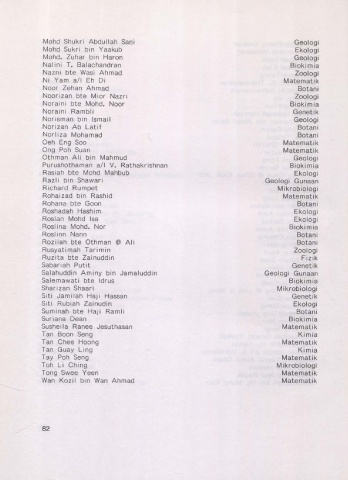 Mohd Shukri Abdullah Sani Geologi
Mohd Sukri bin Yaakub Ekologi
Mohd. Zuhar bin Haron Geologi
Nalini T. Balachandran Biokimia
Nazni bte Wasi Ahmad Zoologi
Ni Yam a/l Eh Di Matematik
Noor Zehan Ahmad Botani
Noorizan bte Mior Nazri Zoologi
Noraini bte Mohd. Noor Biokimia
Noraini Rambli Genetik
Norisman bin Ismail Geologi
Norizan Ab Latif Botani
Norliza Mohamad Botani
Oeh Eng Soo Matematik
Ong Poh Suan Matematik
Othman Ali bin Mahmud Geologi
Purushothaman a/l V. Rathakrishnan Biokimia
Rasiah bte Mohd Mahbub Ekologi
Razli bin Shawari Geologi Gunaan
Richard Rumpet Mikrobiologi
Rohaizad bin Rashid Matematik
Rohana bte Goon Botani
Roshadah Hashim Ekologi
Roslan Mohd Isa Ekologi
Roslina Mohd. Nor Biokimia
Roslinn Nann Botani
Rozilah bte Othman @ Ali Botani
Rusyatimah Tarimin Zoologi
Ruzita bte Zainuddin Fizik
Sabariah Putit Genetik
Salahuddin Aminy bin Jamaluddin Geologi Gunaan
Salemawati bte Idrus Biokimia
Sharizan Shaari Mikrobiologi
Siti Jamilah Haji Hassan Genetik
Siti Rubiah Zainudin Ekologi
Suminah bte Haji Ramli Botani
Suriana Dean Biokimia
Susheila Ranee Jesuthasan Matematik
Tan Boon Seng Kimia
Tan Chee Hoong Matematik
Tan Guay Ling Kimia
Tay Poh Seng Matematik
Toh Li Ching Mikrobiologi
Tong Swee Yeen Matematik
Wan Kozil bin Wan Ahmad Matematik
82